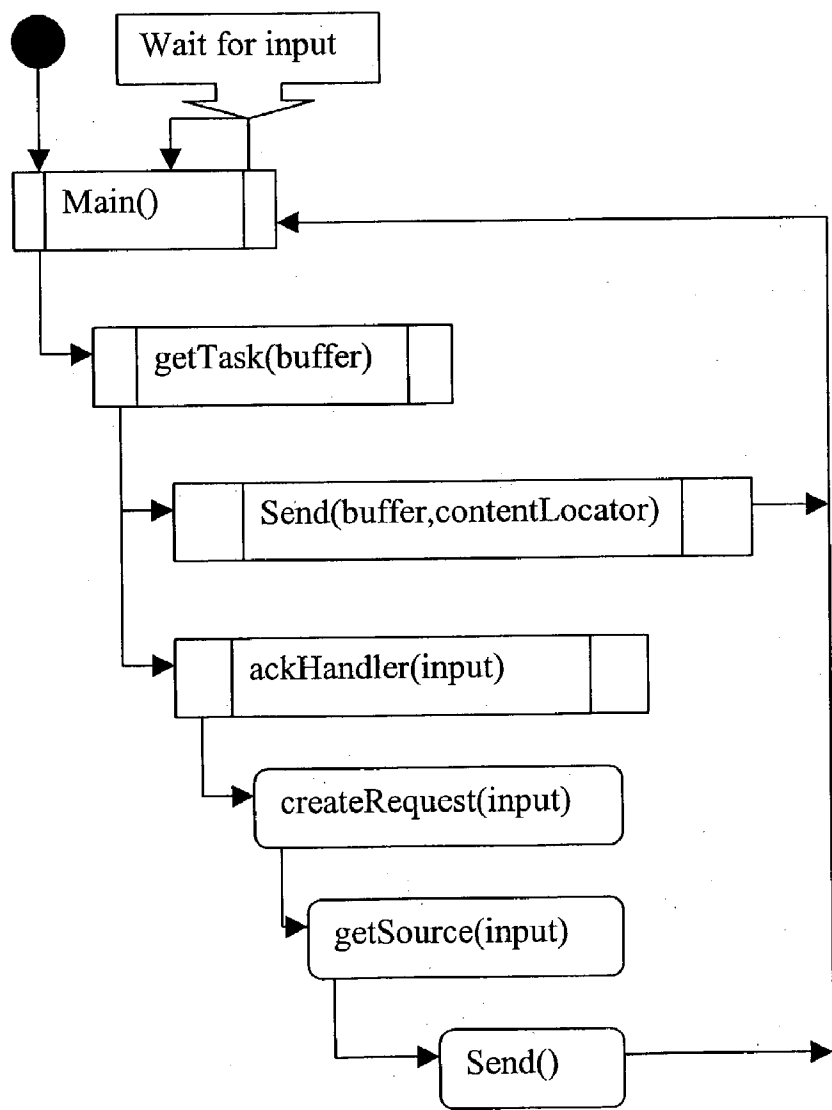 Wait for input
Main()
getTask(buffer)
Send(buffer,contentLocator)
ackHandler(input)
createRequest(input)
getSource(input)
Send()